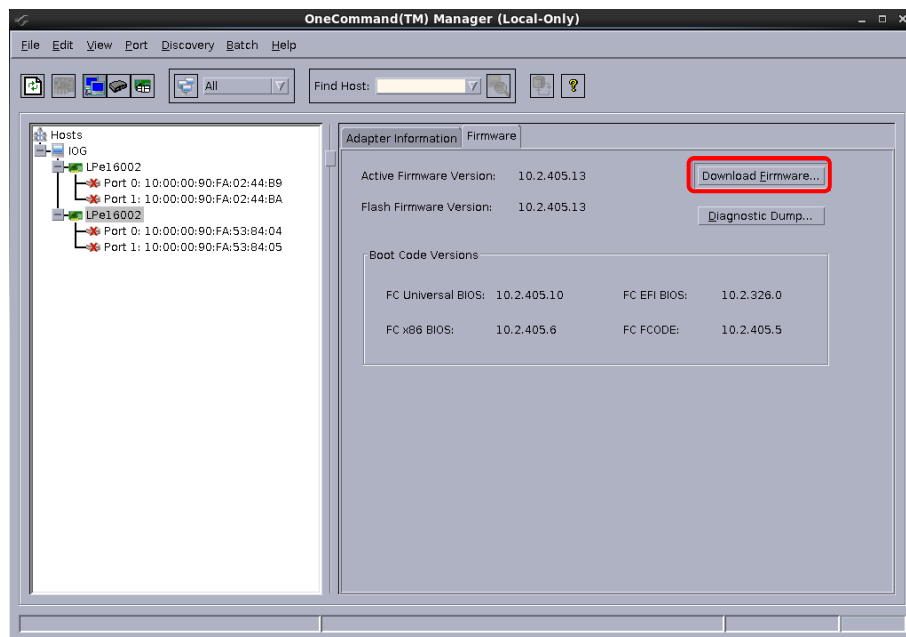 OneCommand(TM) Manager (Local-Only)
File Edit View Port Discovery Batch Help
All
Find Host:
Hosts
IOG
LPe16002
Port 0: 10:00:00:90:FA:02:44:B9
Port 1: 10:00:00:90:FA:02:44:BA
LPe16002
Port 0: 10:00:00:90:FA:53:84:04
Port 1: 10:00:00:90:FA:53:84:05
Adapter Information Firmware
Active Firmware Version: 10.2.405.13 Download Firmware...
Flash Firmware Version: 10.2.405.13 Diagnostic Dump...
Boot Code Versions
FC Universal BIOS: 10.2.405.10 FC EFI BIOS: 10.2.326.0
FC x86 BIOS: 10.2.405.6 FC FCODE: 10.2.405.5